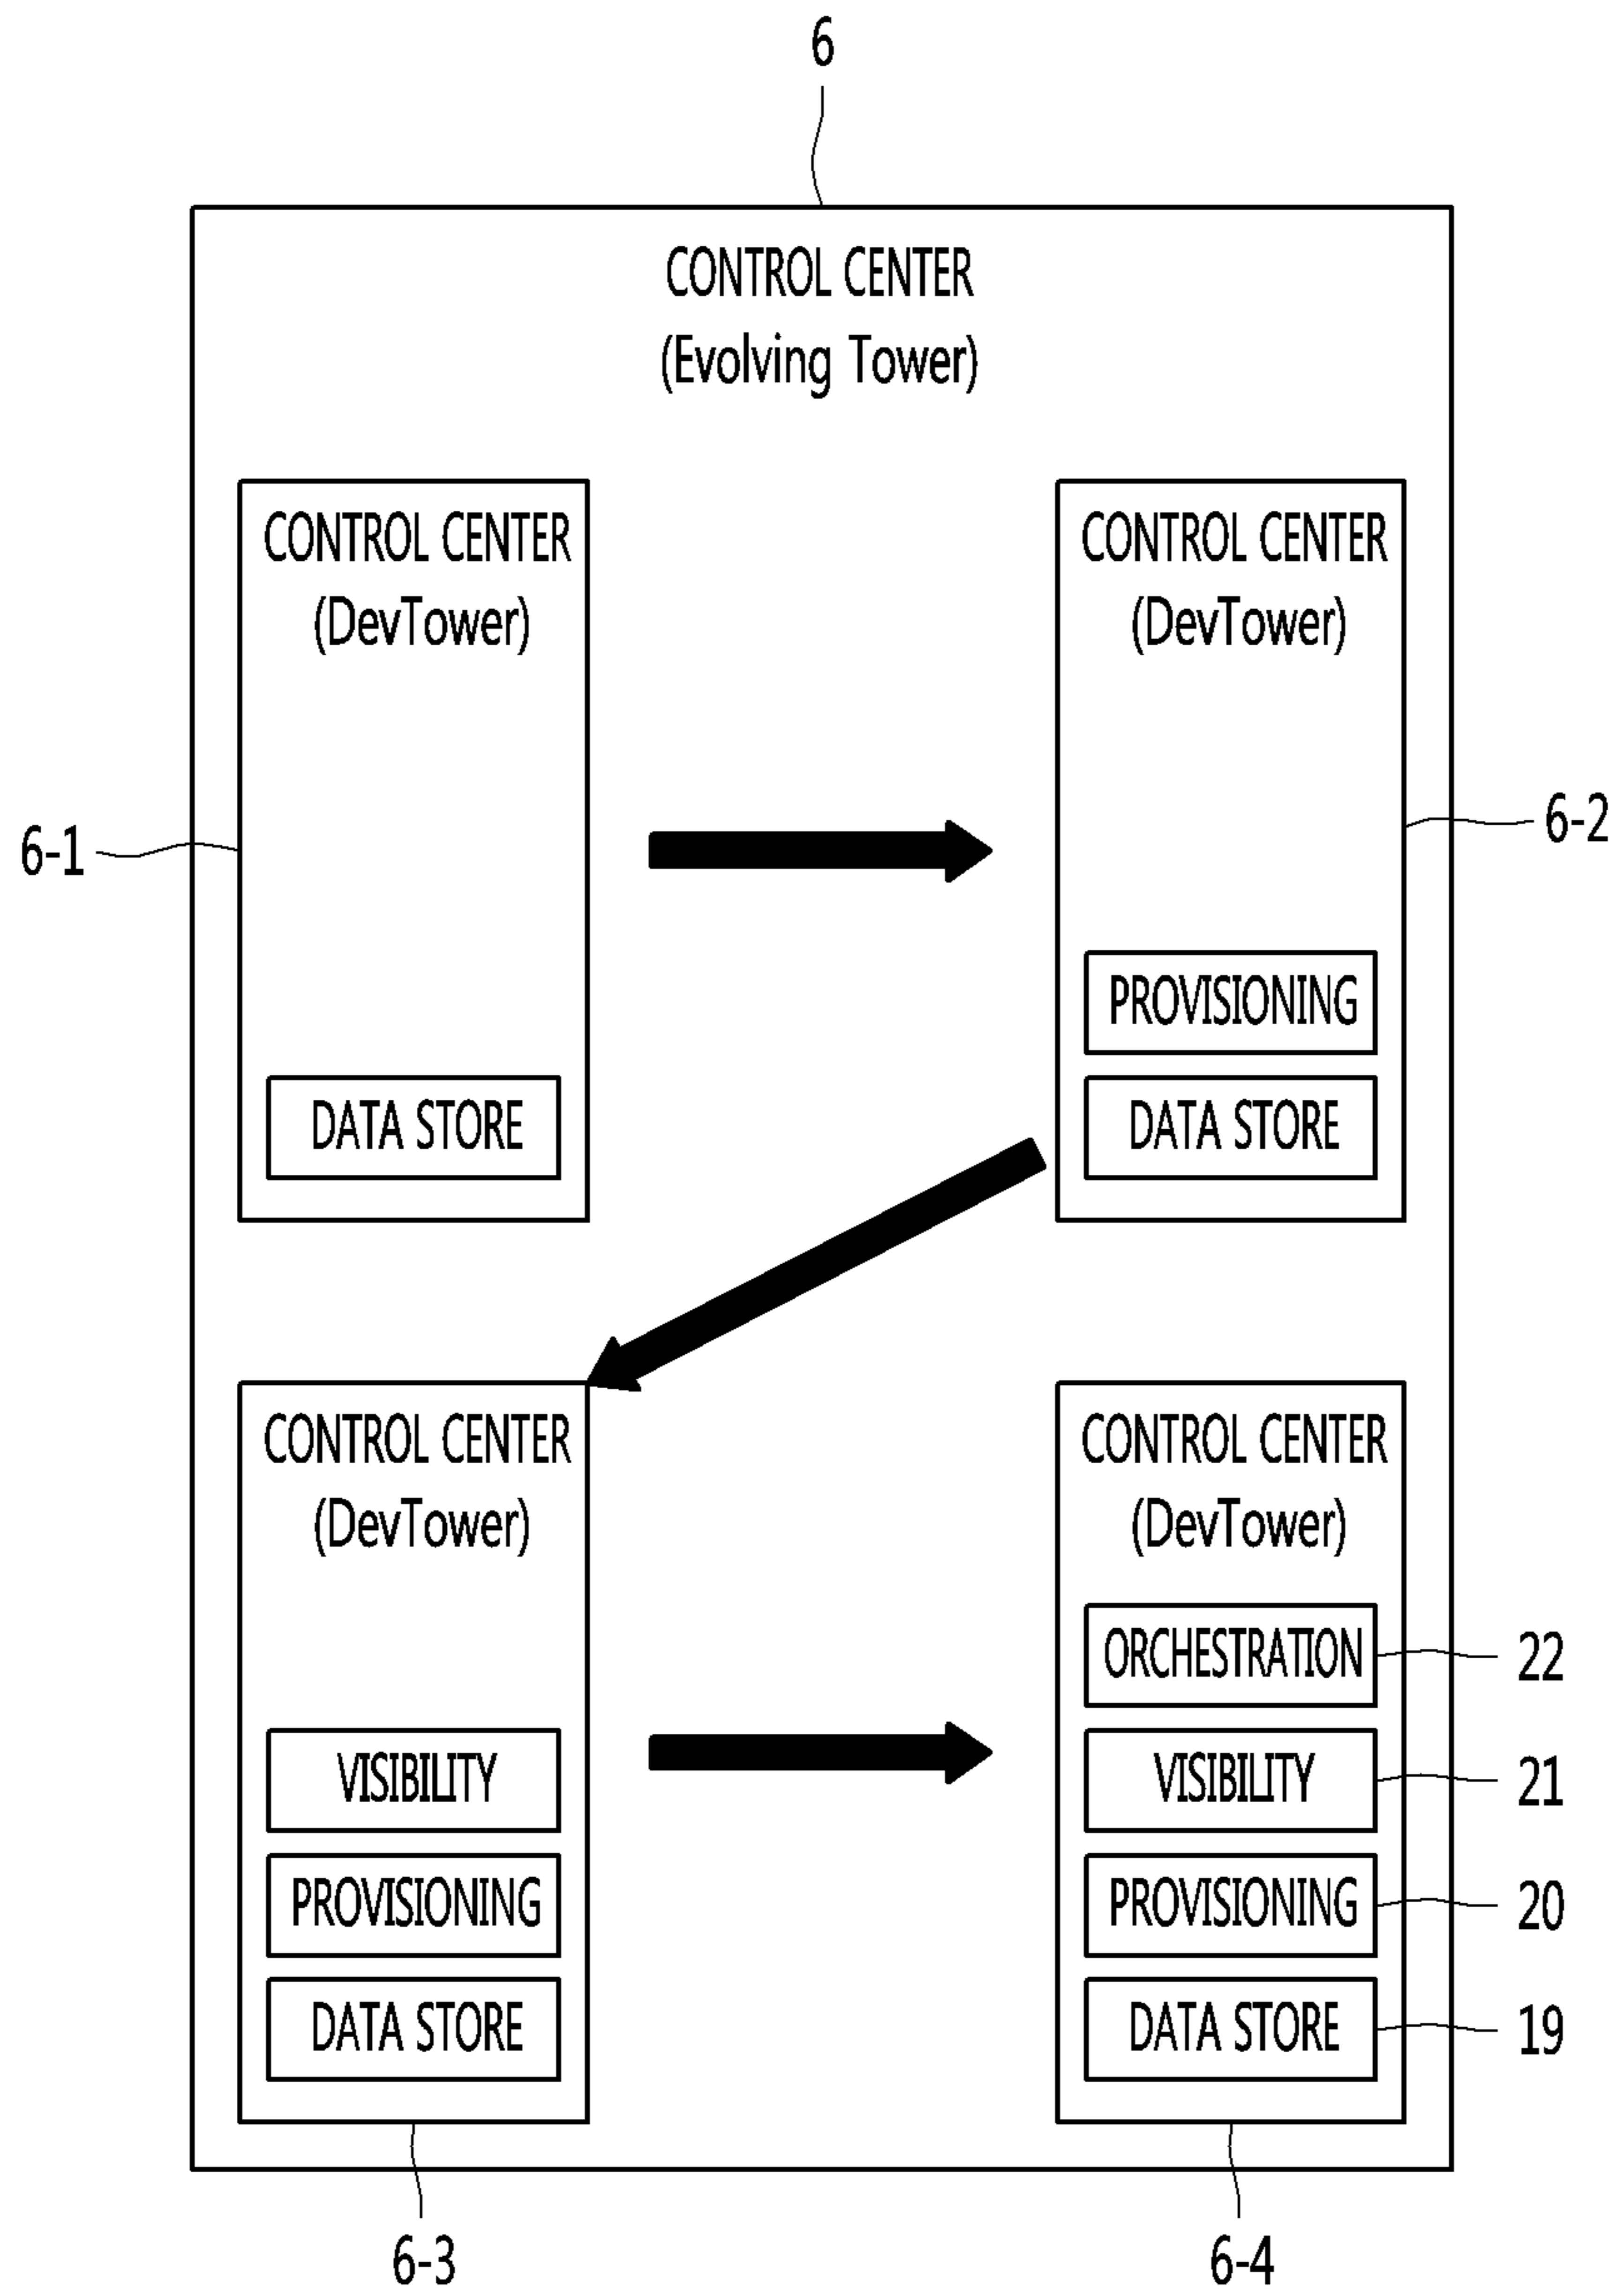 6
CONTROL CENTER
(Evolving Tower)
CONTROL CENTER
(DevTower)
6-1
DATA STORE
CONTROL CENTER
(DevTower)
6-2
PROVISIONING
DATA STORE
CONTROL CENTER
(DevTower)
VISIBILITY
PROVISIONING
DATA STORE
6-3
CONTROL CENTER
(DevTower)
ORCHESTRATION
22
VISIBILITY
21
PROVISIONING
20
DATA STORE
19
6-4